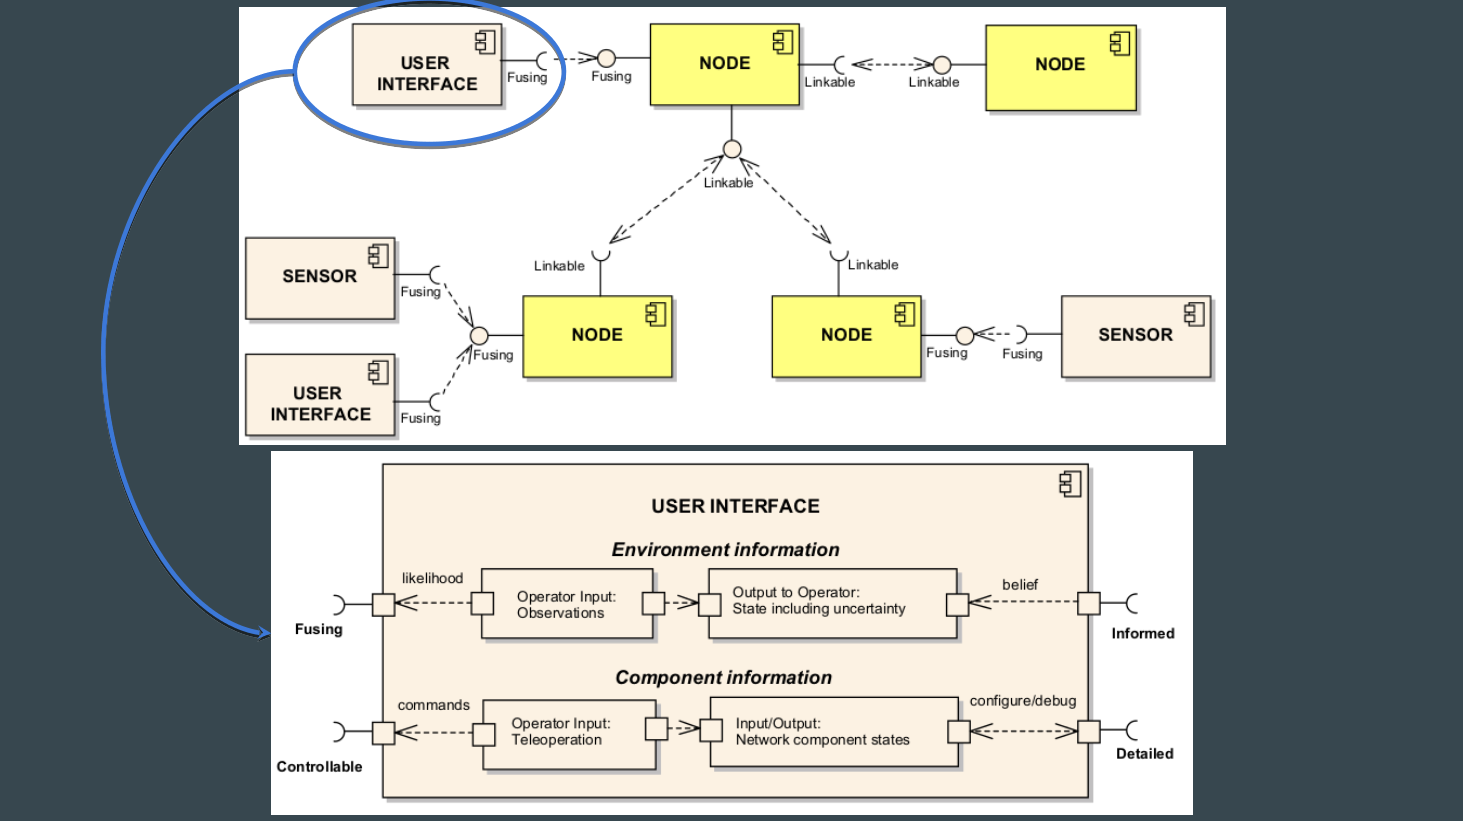 USER
INTERFACE
Fusing
Fusing
NODE
Linkable
Linkable
NODE
Linkable
Linkable
Linkable
SENSOR
Fusing
Fusing
NODE
NODE
Fusing
Fusing
SENSOR
USER
INTERFACE
Fusing
USER INTERFACE
Environment information
likelihood
Operator Input:
Observations
Output to Operator:
State including uncertainty
belief
Fusing
Informed
Component information
commands
Operator Input:
Teleoperation
Input/Output:
Network component states
configure/debug
Controllable
Detailed